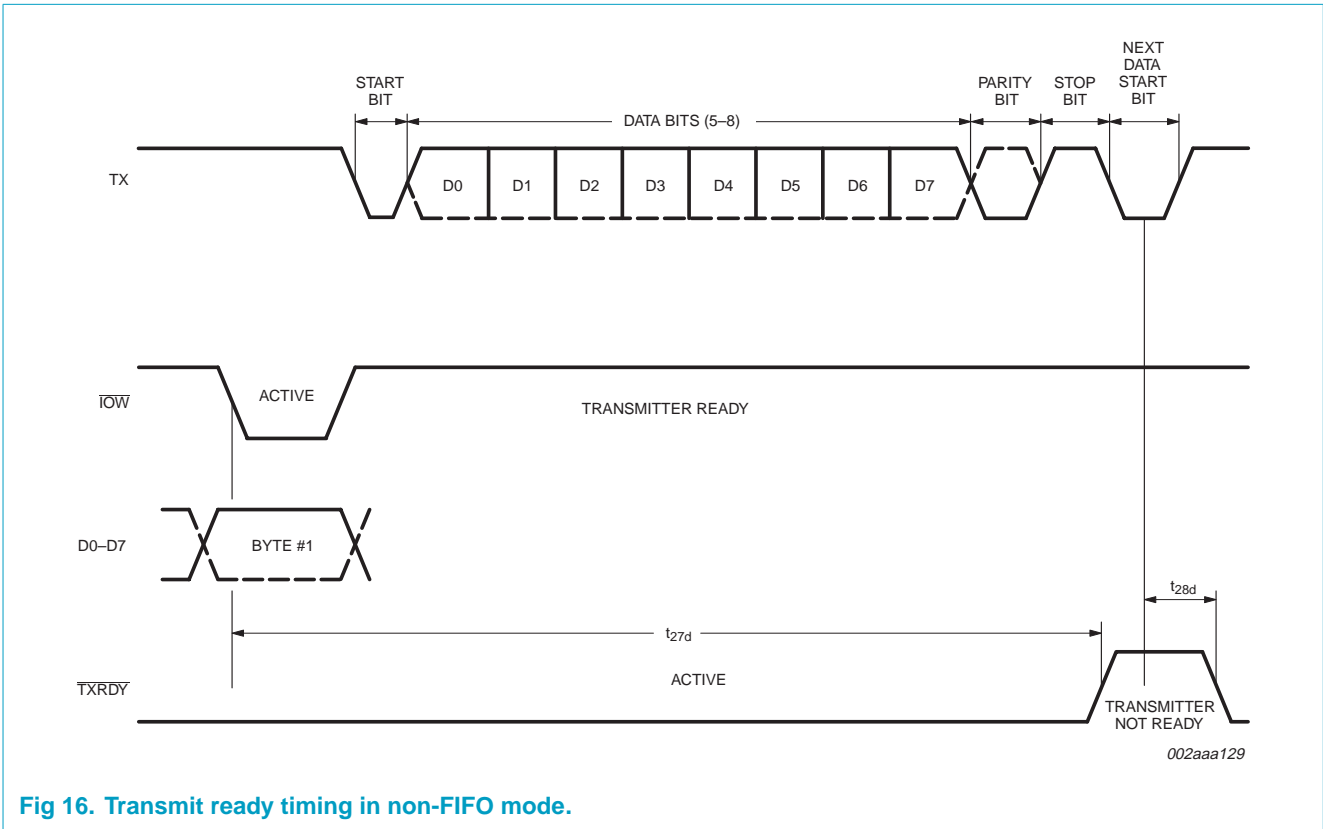 START
BIT
DATA BITS (5–8)
PARITY
BIT
STOP
BIT
NEXT
DATA
START
BIT
TX
D0
D1
D2
D3
D4
D5
D6
D7
IOW
ACTIVE
TRANSMITTER READY
D0–D7
BYTE #1
t28d
t27d
TXRDY
ACTIVE
TRANSMITTER
NOT READY
002aaa129
Fig 16. Transmit ready timing in non-FIFO mode.